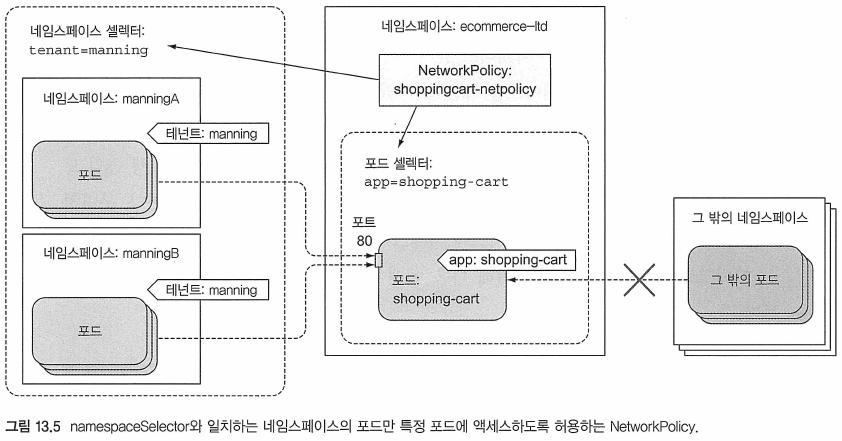 네임스페이스 셀렉터:
tenant=manning
네임스페이스: manningA
테넌트: manning
포드
네임스페이스: manningB
테넌트: manning
포드
네임스페이스: ecommerce-ltd
NetworkPolicy:
shoppingcart-netpolicy
포드 셀렉터:
app=shopping-cart
포트
80
app: shopping-cart
포드:
shopping-cart
그 밖의 네임스페이스
그 밖의 포드
그림 13.5 namespaceSelector와 일치하는 네임스페이스의 포드만 특정 포드에 액세스하도록 허용하는 NetworkPolicy.